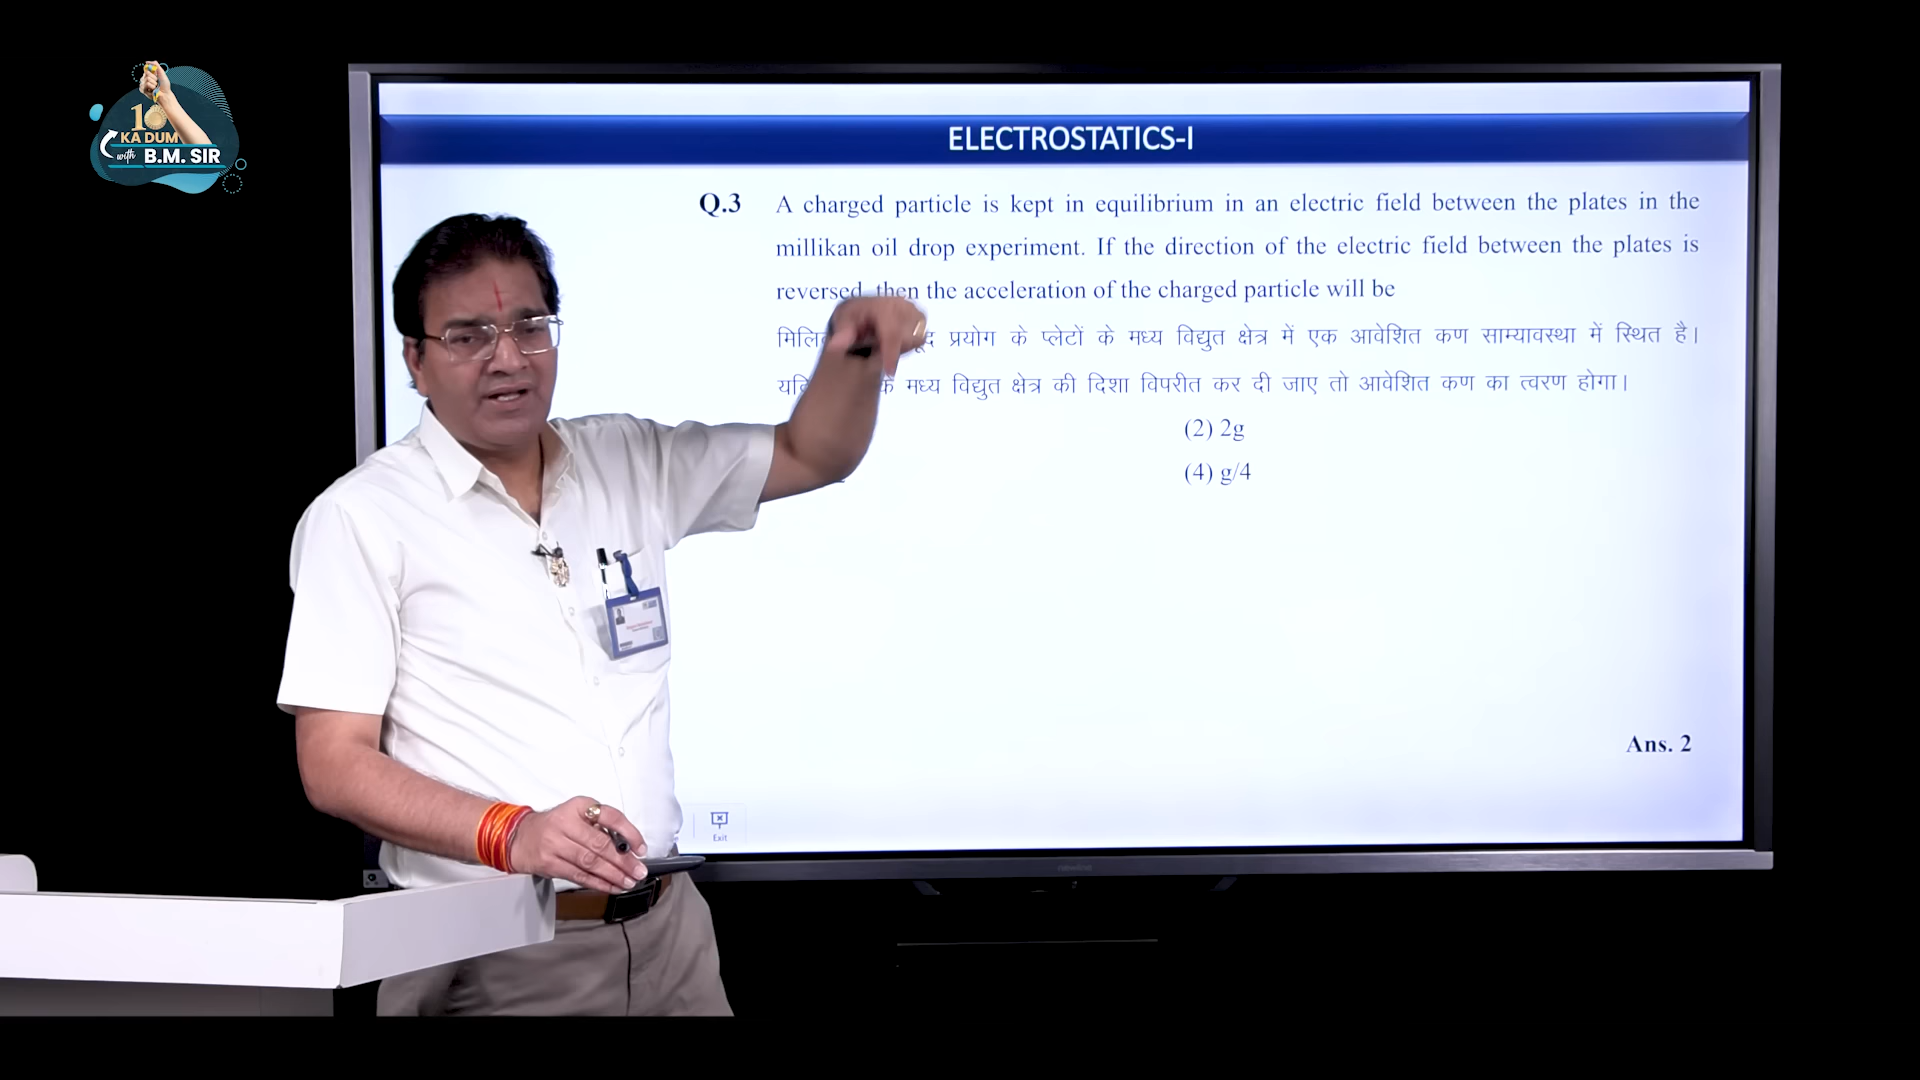 10
KA DUM
with B.M. SIR
ELECTROSTATICS-I
Q.3 A charged particle is kept in equilibrium in an electric field between the plates in the
millikan oil drop experiment. If the direction of the electric field between the plates is
reversed, then the acceleration of the charged particle will be
प्रयोग के प्लेटों के मध्य विद्युत क्षेत्र में एक आवेशित कण साम्यावस्था में स्थित है।
के मध्य विद्युत क्षेत्र की दिशा विपरीत कर दी जाए तो आवेशित कण का त्वरण होगा।
(2) 2g
(4) g/4
Ans. 2
Exit
newline